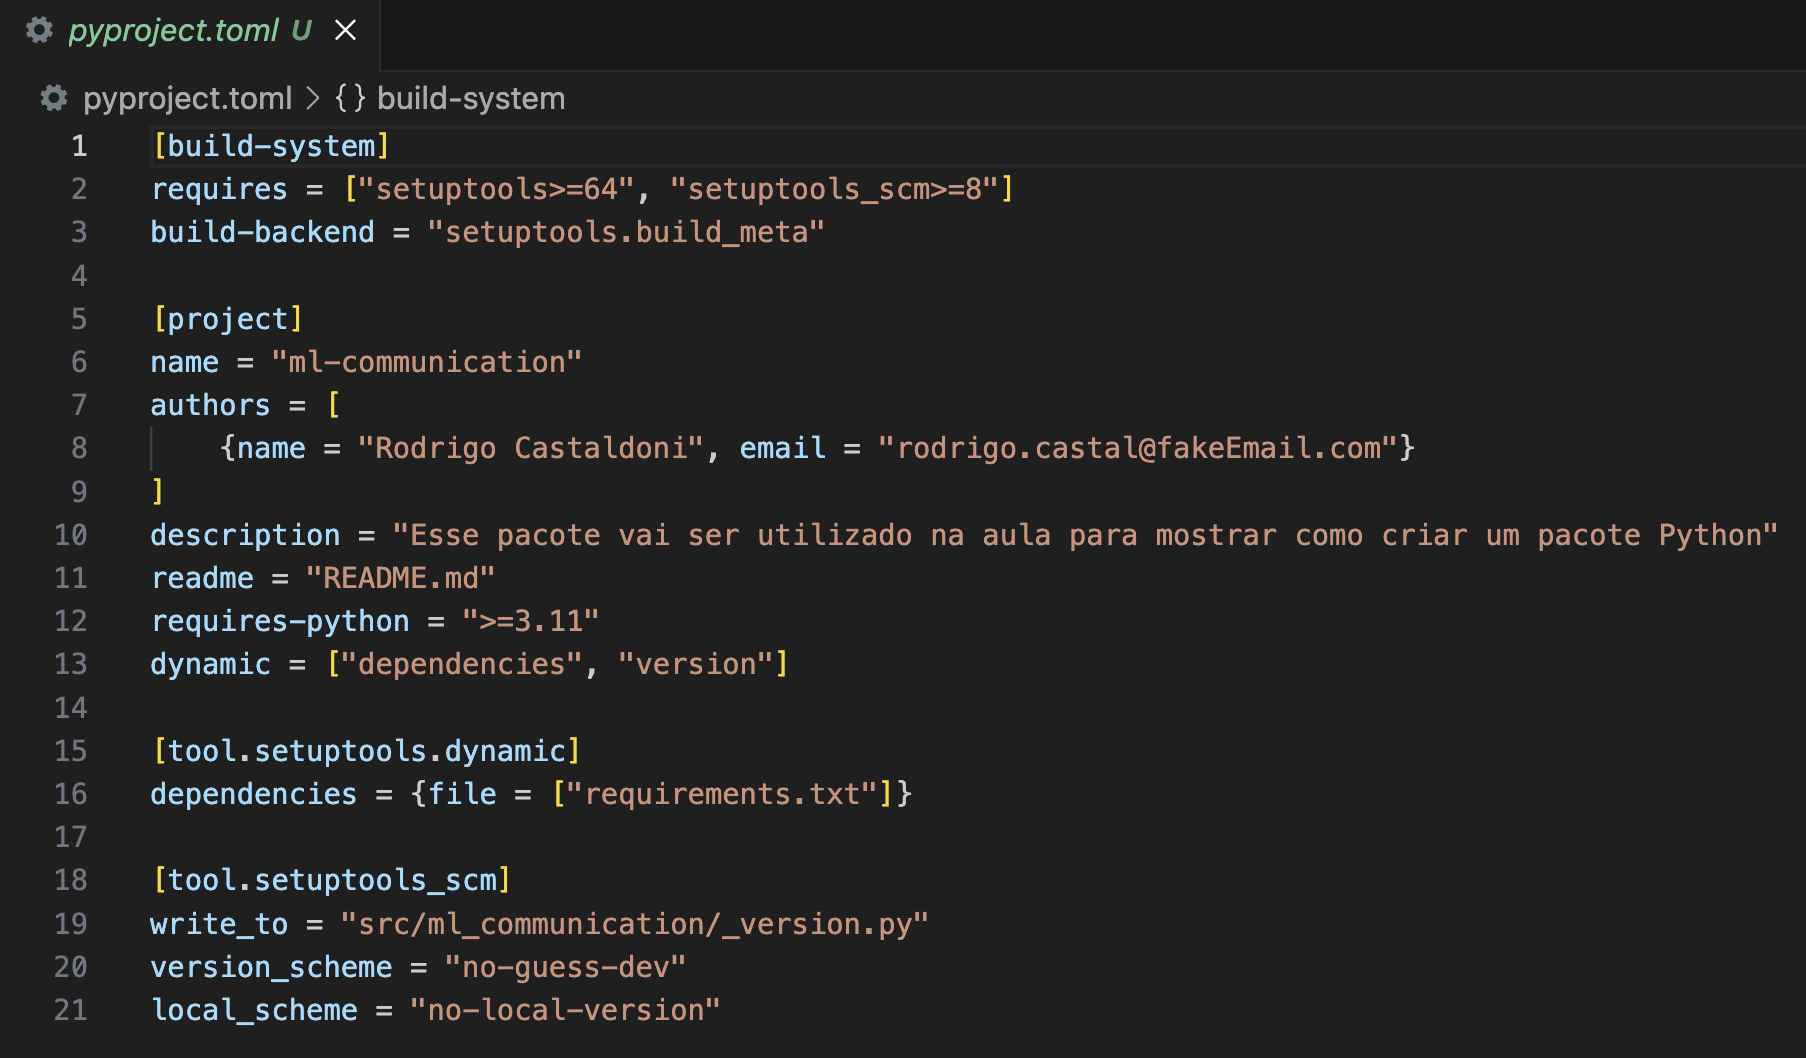 pyproject.toml U
pyproject.toml > {} build-system
1 [build-system]
2 requires = ["setuptools>=64", "setuptools_scm>=8"]
3 build-backend = "setuptools.build_meta"
4
5 [project]
6 name = "ml-communication"
7 authors = [
8     {name = "Rodrigo Castaldoni", email = "rodrigo.castal@fakeEmail.com"}
9 ]
10 description = "Esse pacote vai ser utilizado na aula para mostrar como criar um pacote Python"
11 readme = "README.md"
12 requires-python = ">=3.11"
13 dynamic = ["dependencies", "version"]
14
15 [tool.setuptools.dynamic]
16 dependencies = {file = ["requirements.txt"]}
17
18 [tool.setuptools_scm]
19 write_to = "src/ml_communication/_version.py"
20 version_scheme = "no-guess-dev"
21 local_scheme = "no-local-version"